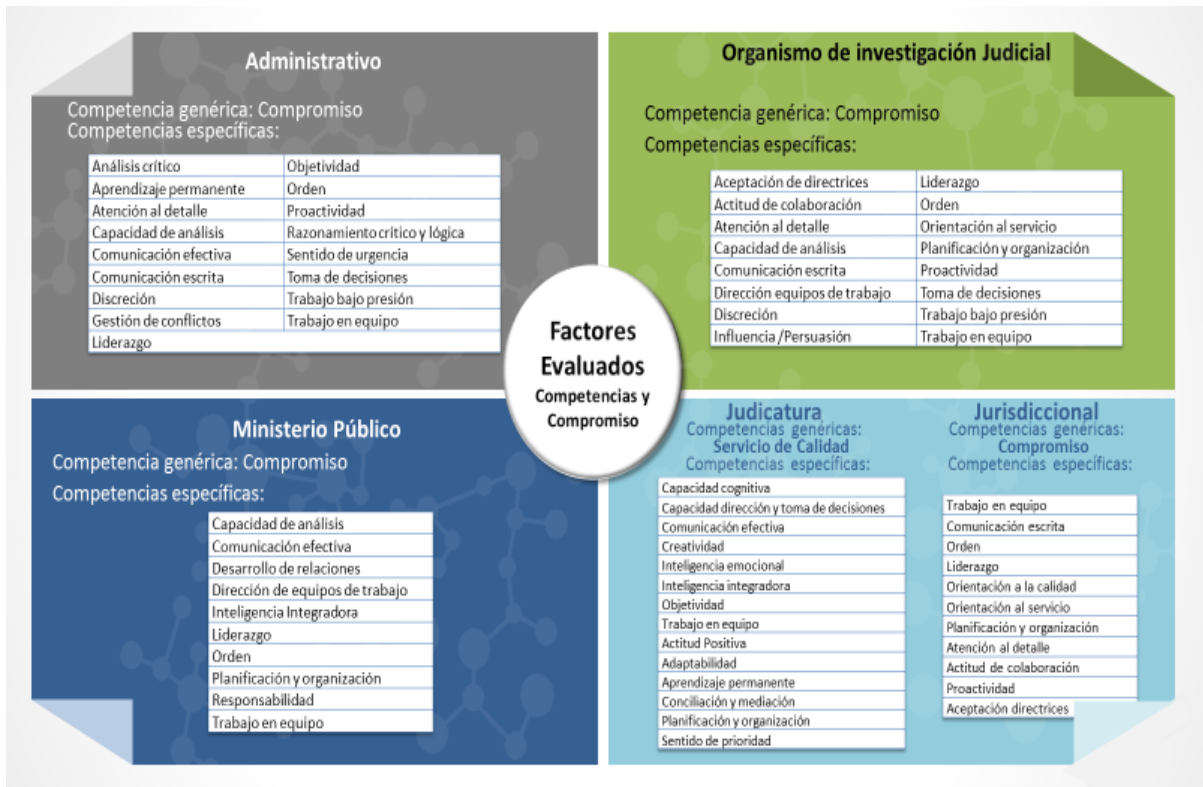 Administrativo
Competencia genérica: Compromiso
Competencias específicas:
Análisis crítico Objetividad
Aprendizaje permanente Orden
Atención al detalle Proactividad
Capacidad de análisis Razonamiento crítico y lógica
Comunicación efectiva Sentido de urgencia
Comunicación escrita Toma de decisiones
Discreción Trabajo bajo presión
Gestión de conflictos Trabajo en equipo
Liderazgo
Organismo de investigación Judicial
Competencia genérica: Compromiso
Competencias específicas:
Aceptación de directrices Liderazgo
Actitud de colaboración Orden
Atención al detalle Orientación al servicio
Capacidad de análisis Planificación y organización
Comunicación escrita Proactividad
Dirección equipos de trabajo Toma de decisiones
Discreción Trabajo bajo presión
Influencia /Persuasión Trabajo en equipo
Factores
Evaluados
Competencias y
Compromiso
Ministerio Público
Competencia genérica: Compromiso
Competencias específicas:
Capacidad de análisis
Comunicación efectiva
Desarrollo de relaciones
Dirección de equipos de trabajo
Inteligencia Integradora
Liderazgo
Orden
Planificación y organización
Responsabilidad
Trabajo en equipo
Judicatura
Competencias genéricas:
Servicio de Calidad
Competencias específicas:
Capacidad cognitiva
Capacidad dirección y toma de decisiones
Comunicación efectiva
Creatividad
Inteligencia emocional
Inteligencia integradora
Objetividad
Trabajo en equipo
Actitud Positiva
Adaptabilidad
Aprendizaje permanente
Conciliación y mediación
Planificación y organización
Sentido de prioridad
Jurisdiccional
Competencias genéricas:
Compromiso
Competencias específicas:
Trabajo en equipo
Comunicación escrita
Orden
Liderazgo
Orientación a la calidad
Orientación al servicio
Planificación y organización
Atención al detalle
Actitud de colaboración
Proactividad
Aceptación directrices